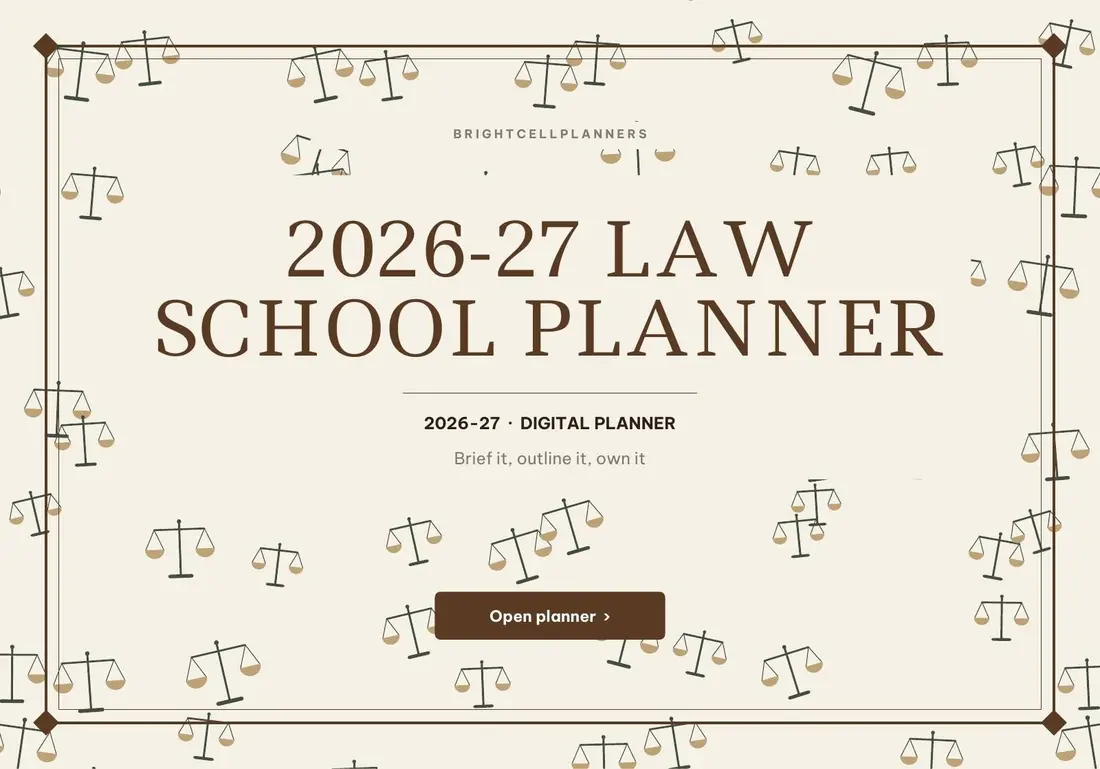 BRIGHTCELLPLANNERS
2026-27 LAW
SCHOOL PLANNER
2026-27 · DIGITAL PLANNER
Brief it, outline it, own it
Open planner ›